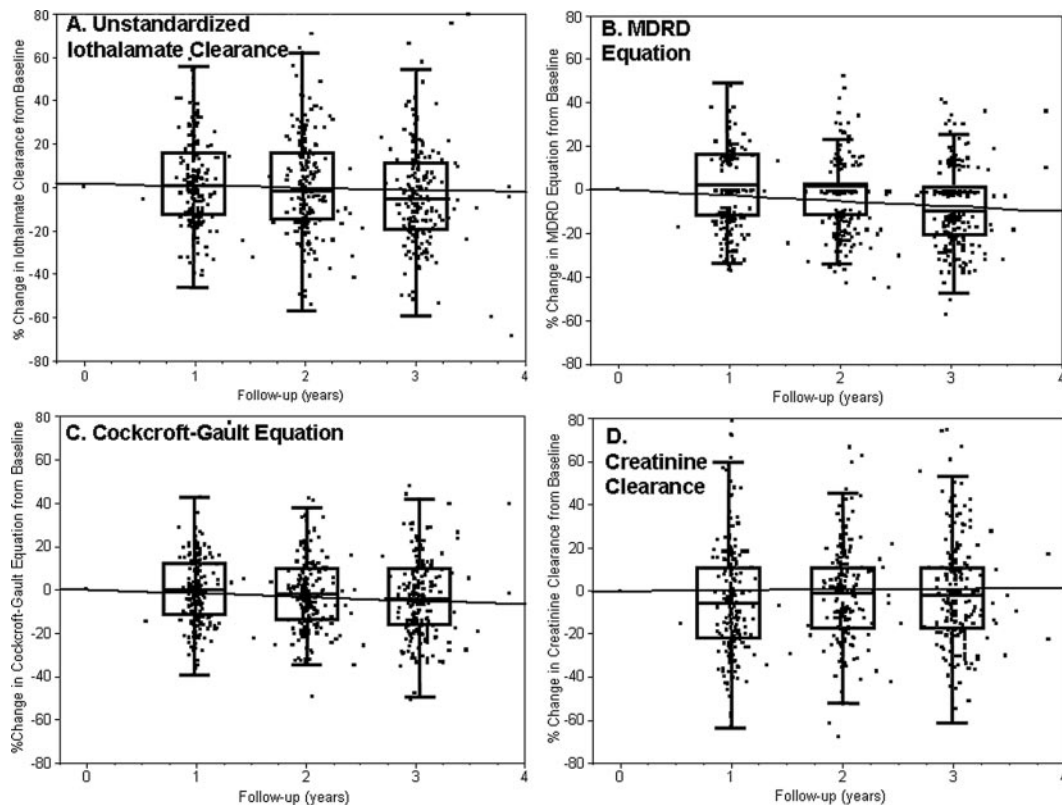 A. Unstandardized
Iothalamate Clearance
% Change in Iothalamate Clearance from Baseline
80
60
40
20
0
-20
-40
-60
-80
0 1 2 3 4
Follow-up (years)
B. MDRD
Equation
% Change in MDRD Equation from Baseline
80
60
40
20
0
-20
-40
-60
-80
0 1 2 3 4
Follow-up (years)
C. Cockcroft-Gault Equation
%Change in Cockcroft-Gault Equation from Baseline
80
60
40
20
0
-20
-40
-60
-80
0 1 2 3 4
Follow-up (years)
D.
Creatinine
Clearance
% Change in Creatinine Clearance from Baseline
80
60
40
20
0
-20
-40
-60
-80
0 1 2 3 4
Follow-up (years)